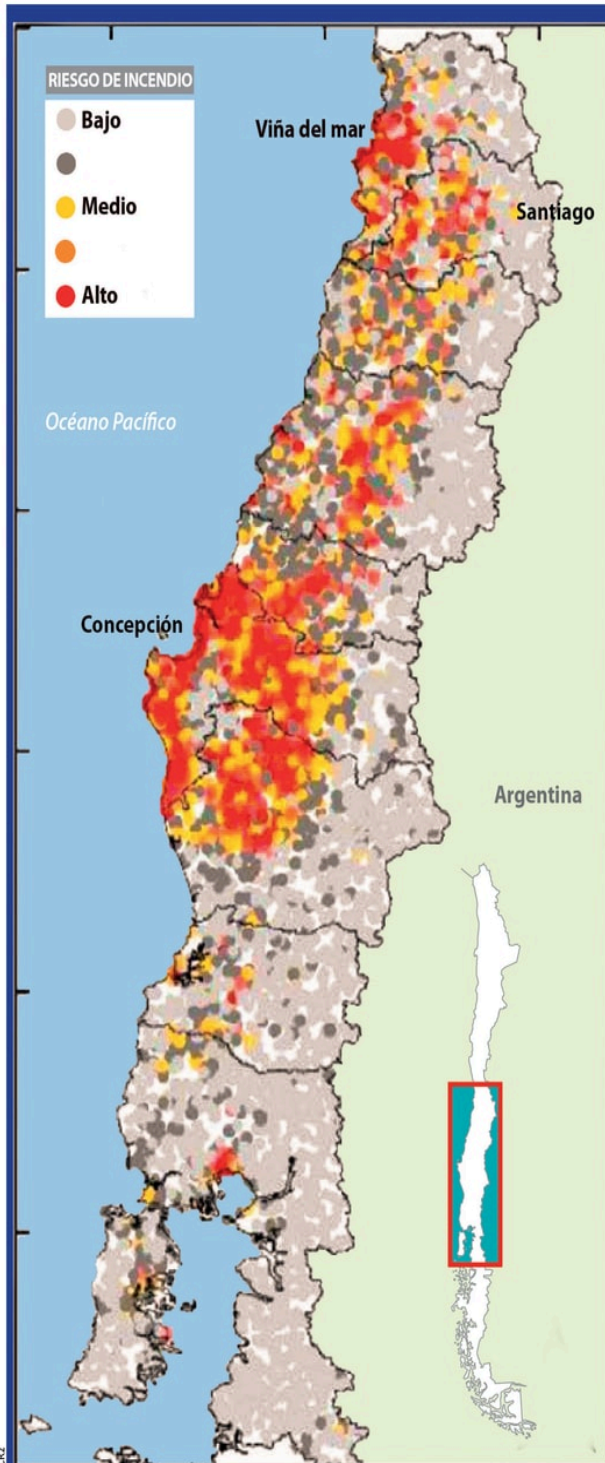 RIESGO DE INCENDIO
Bajo
Medio
Alto
Viña del mar
Santiago
Océano Pacífico
Concepción
Argentina